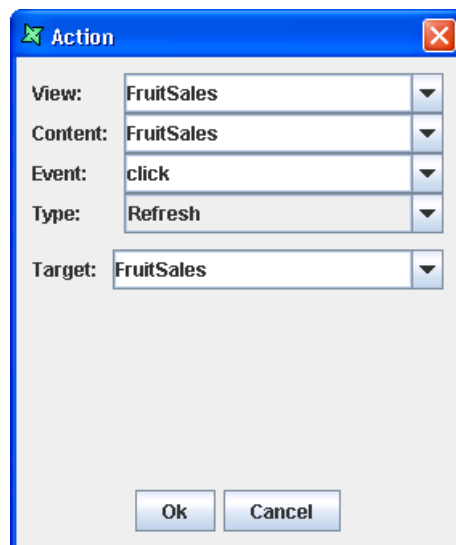 Action
View: FruitSales
Content: FruitSales
Event: click
Type: Refresh
Target: FruitSales
Ok Cancel